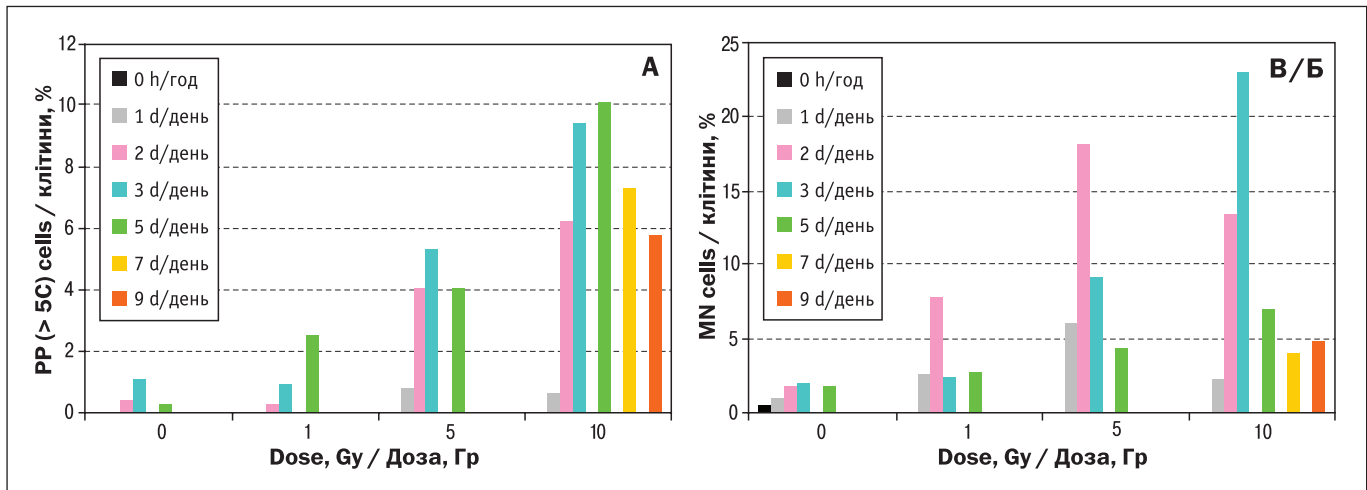 A
PP (> 5C) cells / клітини, %
12
10
8
6
4
2
0
0 h/год
1 d/день
2 d/день
3 d/день
5 d/день
7 d/день
9 d/день
0 1 5 10
Dose, Gy / Доза, Гр
В/Б
MN cells / клітини, %
25
20
15
10
5
0
0 h/год
1 d/день
2 d/день
3 d/день
5 d/день
7 d/день
9 d/день
0 1 5 10
Dose, Gy / Доза, Гр